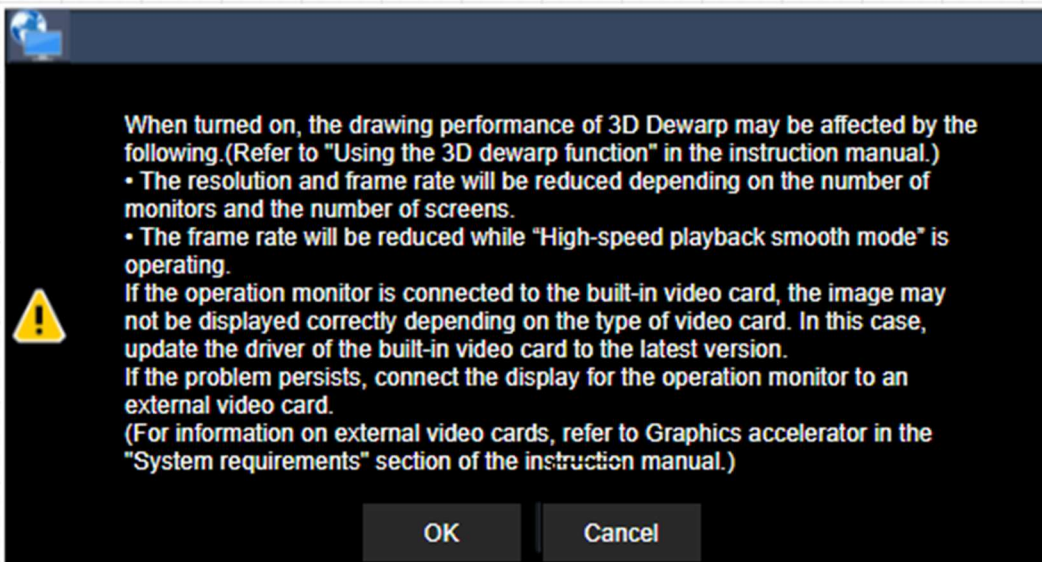 When turned on, the drawing performance of 3D Dewarp may be affected by the
following.(Refer to "Using the 3D dewarp function" in the instruction manual.)
• The resolution and frame rate will be reduced depending on the number of
monitors and the number of screens.
• The frame rate will be reduced while “High-speed playback smooth mode” is
operating.
If the operation monitor is connected to the built-in video card, the image may
not be displayed correctly depending on the type of video card. In this case,
update the driver of the built-in video card to the latest version.
If the problem persists, connect the display for the operation monitor to an
external video card.
(For information on external video cards, refer to Graphics accelerator in the
"System requirements" section of the instruction manual.)
OK Cancel